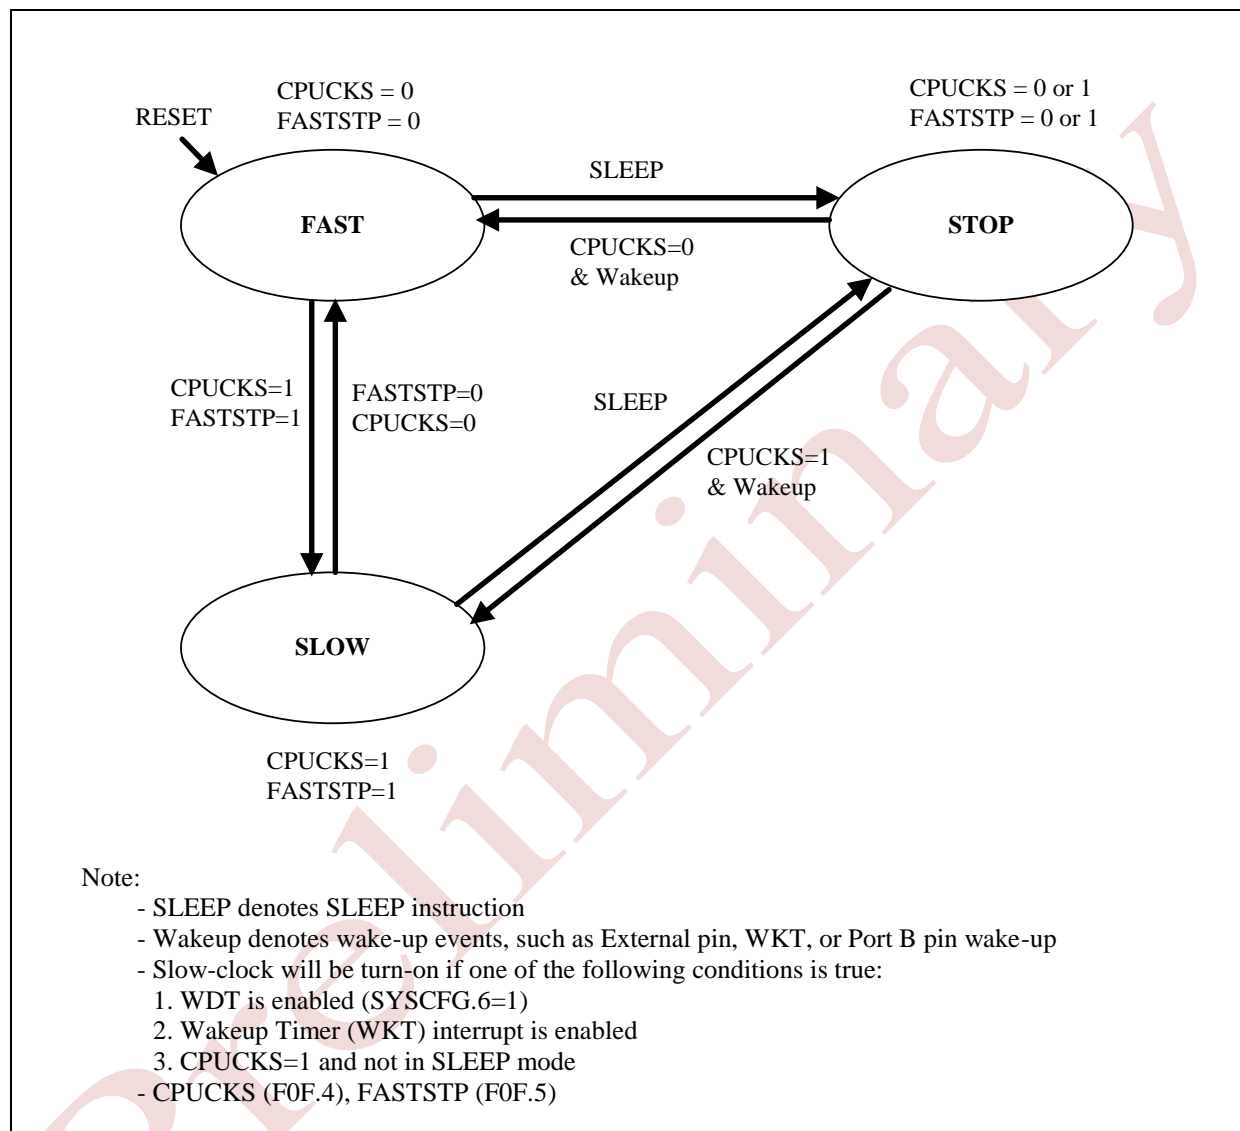 CPUCKS = 0
FASTSTP = 0
CPUCKS = 0 or 1
FASTSTP = 0 or 1
RESET
SLEEP
FAST
STOP
CPUCKS=0
& Wakeup
CPUCKS=1
FASTSTP=1
FASTSTP=0
CPUCKS=0
SLEEP
CPUCKS=1
& Wakeup
SLOW
CPUCKS=1
FASTSTP=1
Note:
- SLEEP denotes SLEEP instruction
- Wakeup denotes wake-up events, such as External pin, WKT, or Port B pin wake-up
- Slow-clock will be turn-on if one of the following conditions is true:
1. WDT is enabled (SYSCFG.6=1)
2. Wakeup Timer (WKT) interrupt is enabled
3. CPUCKS=1 and not in SLEEP mode
- CPUCKS (F0F.4), FASTSTP (F0F.5)
Preliminary